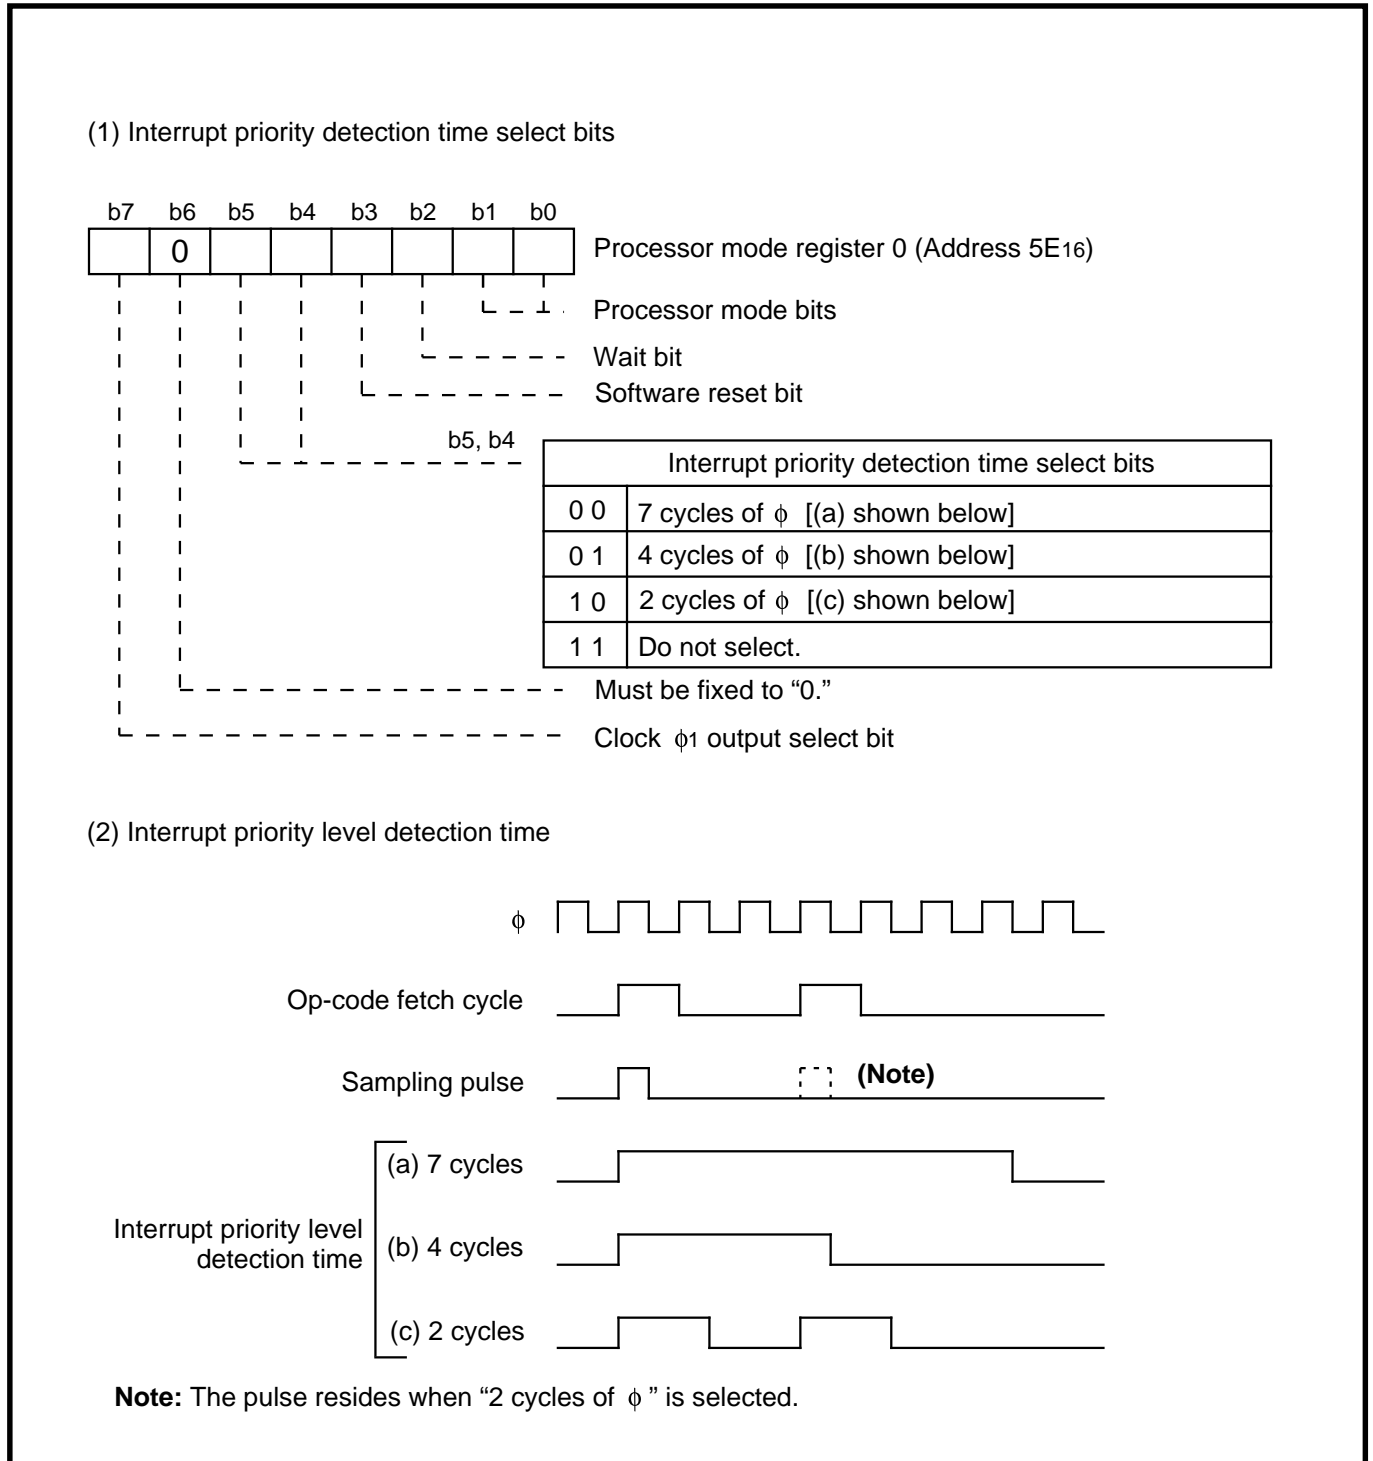 (1) Interrupt priority detection time select bits
b7 b6 b5 b4 b3 b2 b1 b0
0
Processor mode register 0 (Address 5E16)
Processor mode bits
Wait bit
Software reset bit
b5, b4
Interrupt priority detection time select bits
0 0 7 cycles of ϕ [(a) shown below]
0 1 4 cycles of ϕ [(b) shown below]
1 0 2 cycles of ϕ [(c) shown below]
1 1 Do not select.
Must be fixed to “0.”
Clock ϕ1 output select bit
(2) Interrupt priority level detection time
ϕ
Op-code fetch cycle
Sampling pulse
(Note)
(a) 7 cycles
Interrupt priority level
detection time
(b) 4 cycles
(c) 2 cycles
Note: The pulse resides when “2 cycles of ϕ ” is selected.